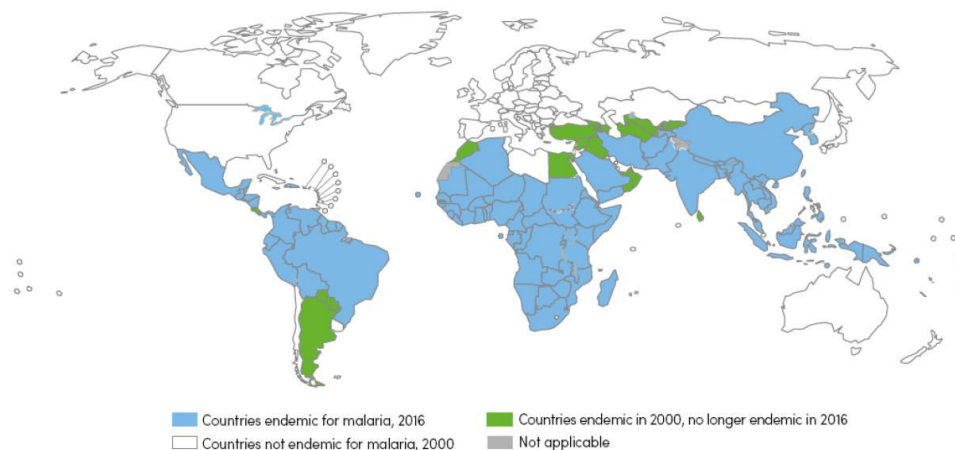 Countries endemic for malaria, 2016
Countries endemic in 2000, no longer endemic in 2016
Countries not endemic for malaria, 2000
Not applicable